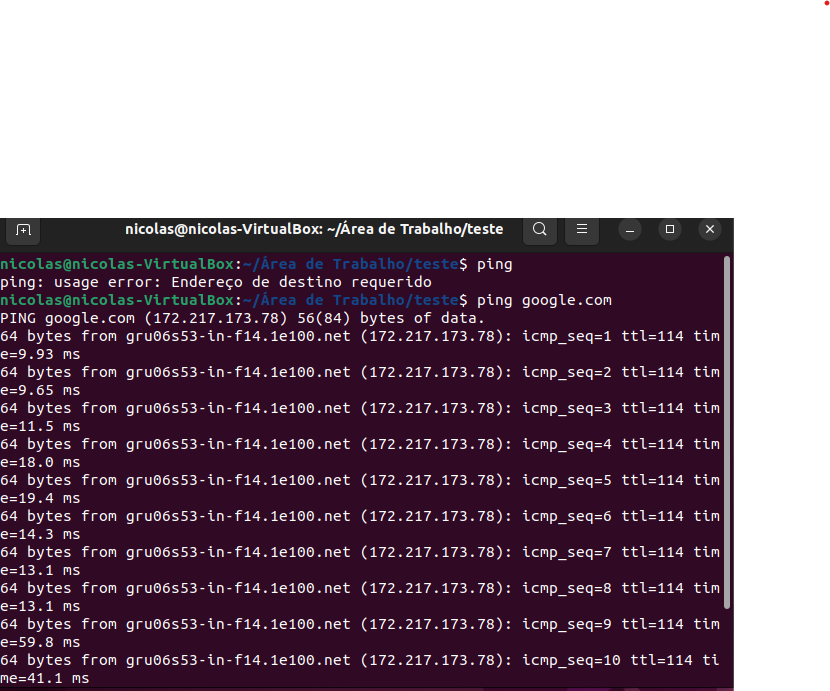 nicolas@nicolas-VirtualBox: ~/Área de Trabalho/teste
nicolas@nicolas-VirtualBox:~/Área de Trabalho/teste$ ping
ping: usage error: Endereço de destino requerido
nicolas@nicolas-VirtualBox:~/Área de Trabalho/teste$ ping google.com
PING google.com (172.217.173.78) 56(84) bytes of data.
64 bytes from gru06s53-in-f14.1e100.net (172.217.173.78): icmp_seq=1 ttl=114 tim
e=9.93 ms
64 bytes from gru06s53-in-f14.1e100.net (172.217.173.78): icmp_seq=2 ttl=114 tim
e=9.65 ms
64 bytes from gru06s53-in-f14.1e100.net (172.217.173.78): icmp_seq=3 ttl=114 tim
e=11.5 ms
64 bytes from gru06s53-in-f14.1e100.net (172.217.173.78): icmp_seq=4 ttl=114 tim
e=18.0 ms
64 bytes from gru06s53-in-f14.1e100.net (172.217.173.78): icmp_seq=5 ttl=114 tim
e=19.4 ms
64 bytes from gru06s53-in-f14.1e100.net (172.217.173.78): icmp_seq=6 ttl=114 tim
e=14.3 ms
64 bytes from gru06s53-in-f14.1e100.net (172.217.173.78): icmp_seq=7 ttl=114 tim
e=13.1 ms
64 bytes from gru06s53-in-f14.1e100.net (172.217.173.78): icmp_seq=8 ttl=114 tim
e=13.1 ms
64 bytes from gru06s53-in-f14.1e100.net (172.217.173.78): icmp_seq=9 ttl=114 tim
e=59.8 ms
64 bytes from gru06s53-in-f14.1e100.net (172.217.173.78): icmp_seq=10 ttl=114 ti
me=41.1 ms